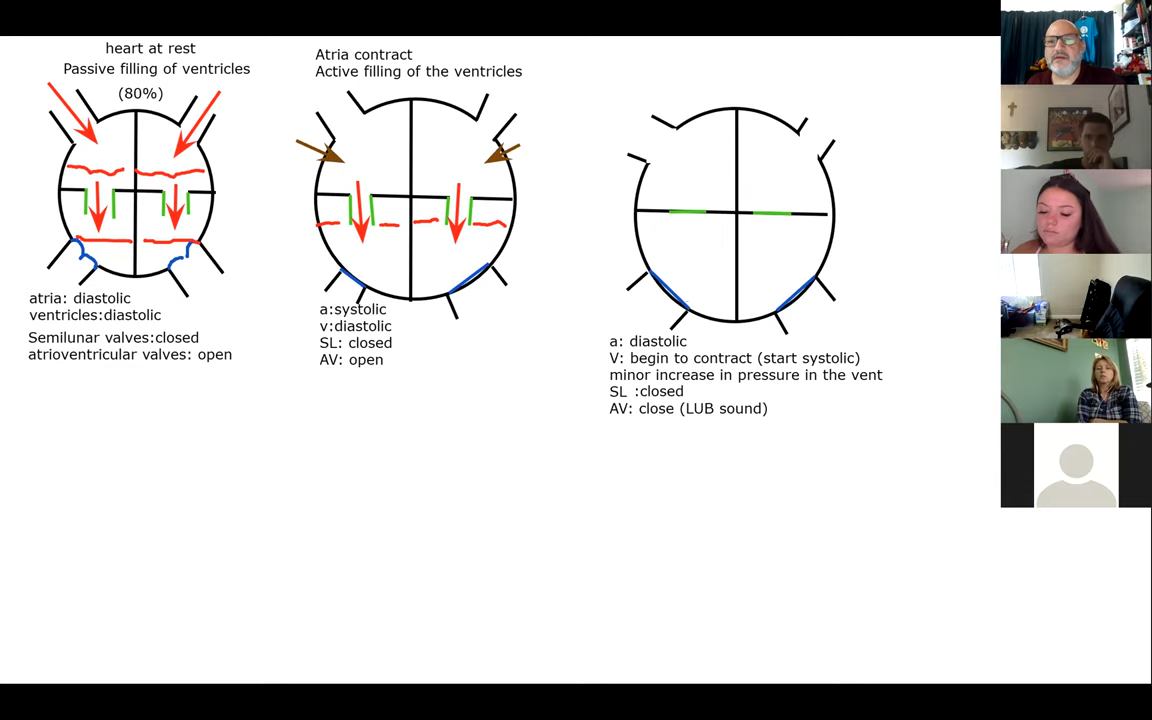 heart at rest
Passive filling of ventricles
(80%)
atria: diastolic
ventricles:diastolic
Semilunar valves:closed
atrioventricular valves: open
Atria contract
Active filling of the ventricles
a:systolic
v:diastolic
SL: closed
AV: open
a: diastolic
V: begin to contract (start systolic)
minor increase in pressure in the vent
SL :closed
AV: close (LUB sound)